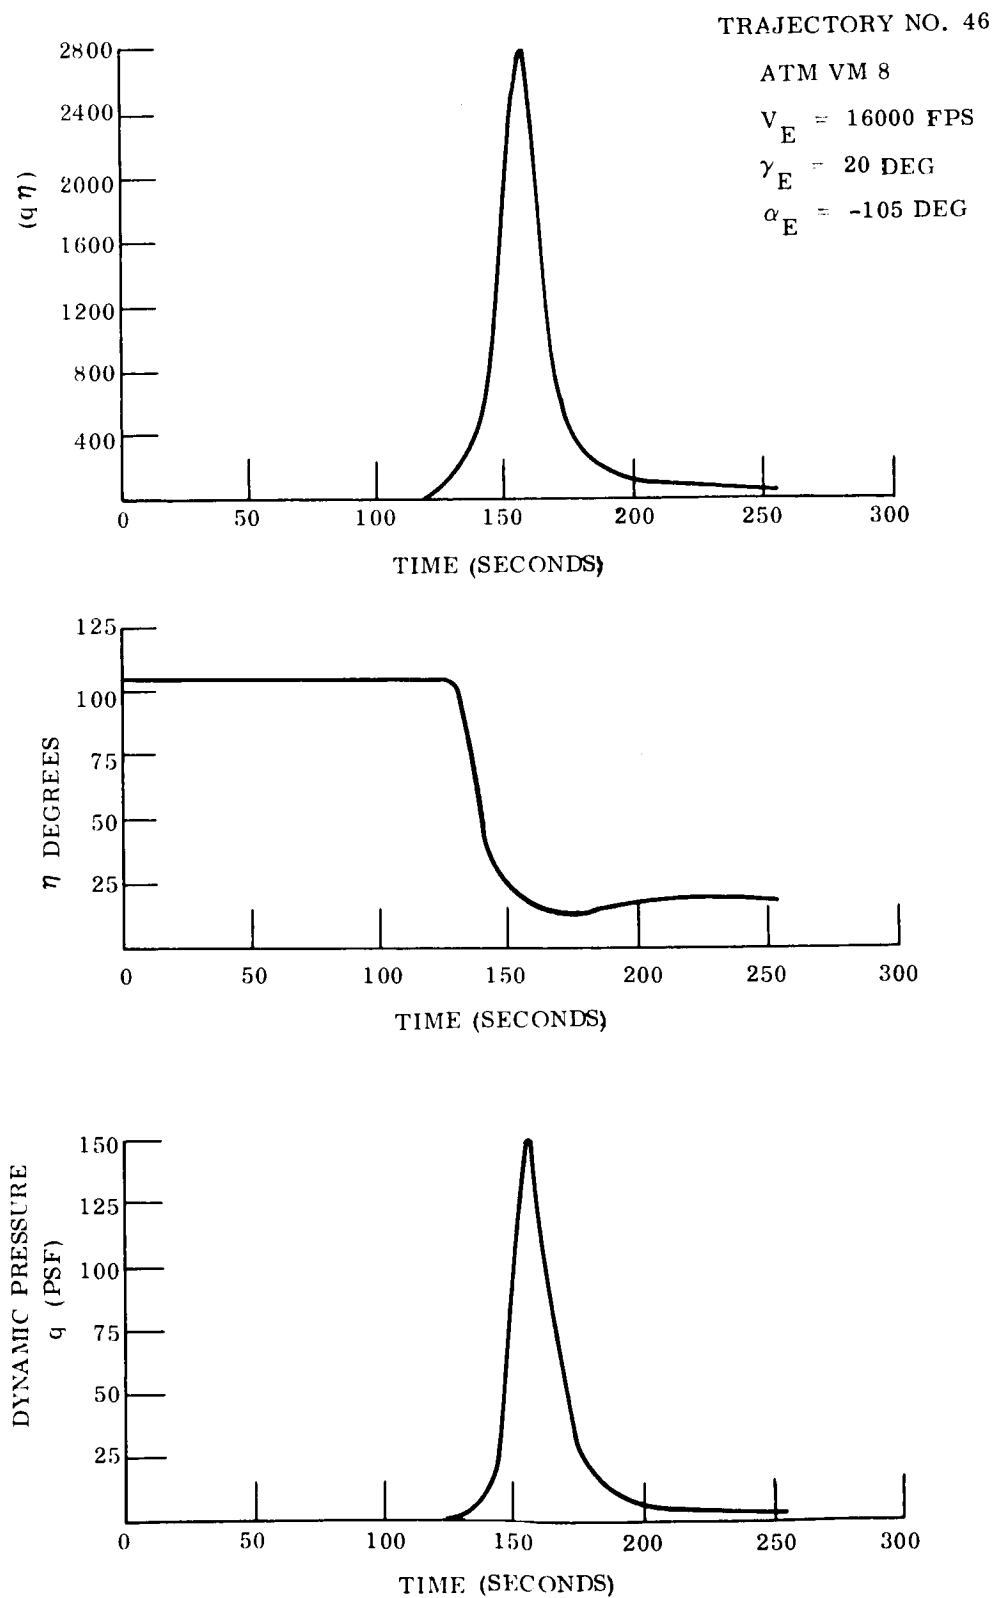 TRAJECTORY NO. 46
ATM VM 8
V_E = 16000 FPS
γ_E = 20 DEG
α_E = -105 DEG
(q η)
2800
2400
2000
1600
1200
800
400
0 50 100 150 200 250 300
TIME (SECONDS)
η DEGREES
125
100
75
50
25
0 50 100 150 200 250 300
TIME (SECONDS)
DYNAMIC PRESSURE
q (PSF)
150
125
100
75
50
25
0 50 100 150 200 250 300
TIME (SECONDS)